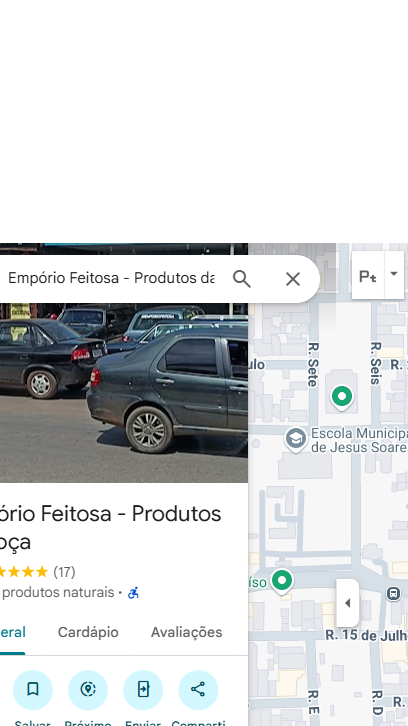 Empório Feitosa - Produtos da
Pt
ulo
R. Sete
R. Seis
R.
Escola Municipa
de Jesus Soare
ório Feitosa - Produtos
oça
(17)
produtos naturais ·
íso
eral
Cardápio
Avaliações
R. 15 de Julh
R. E
R. D
Salvar
Próximo
Enviar
Comparti